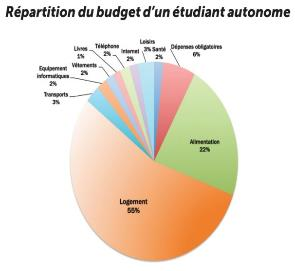 Répartition du budget d'un étudiant autonome
Loisirs
3%
Santé
2%
Dépenses obligatoires
6%
Alimentation
22%
Logement
55%
Transports
3%
Equipement
informatiques
2%
Vêtements
2%
Livres
1%
Téléphone
2%
Internet
2%